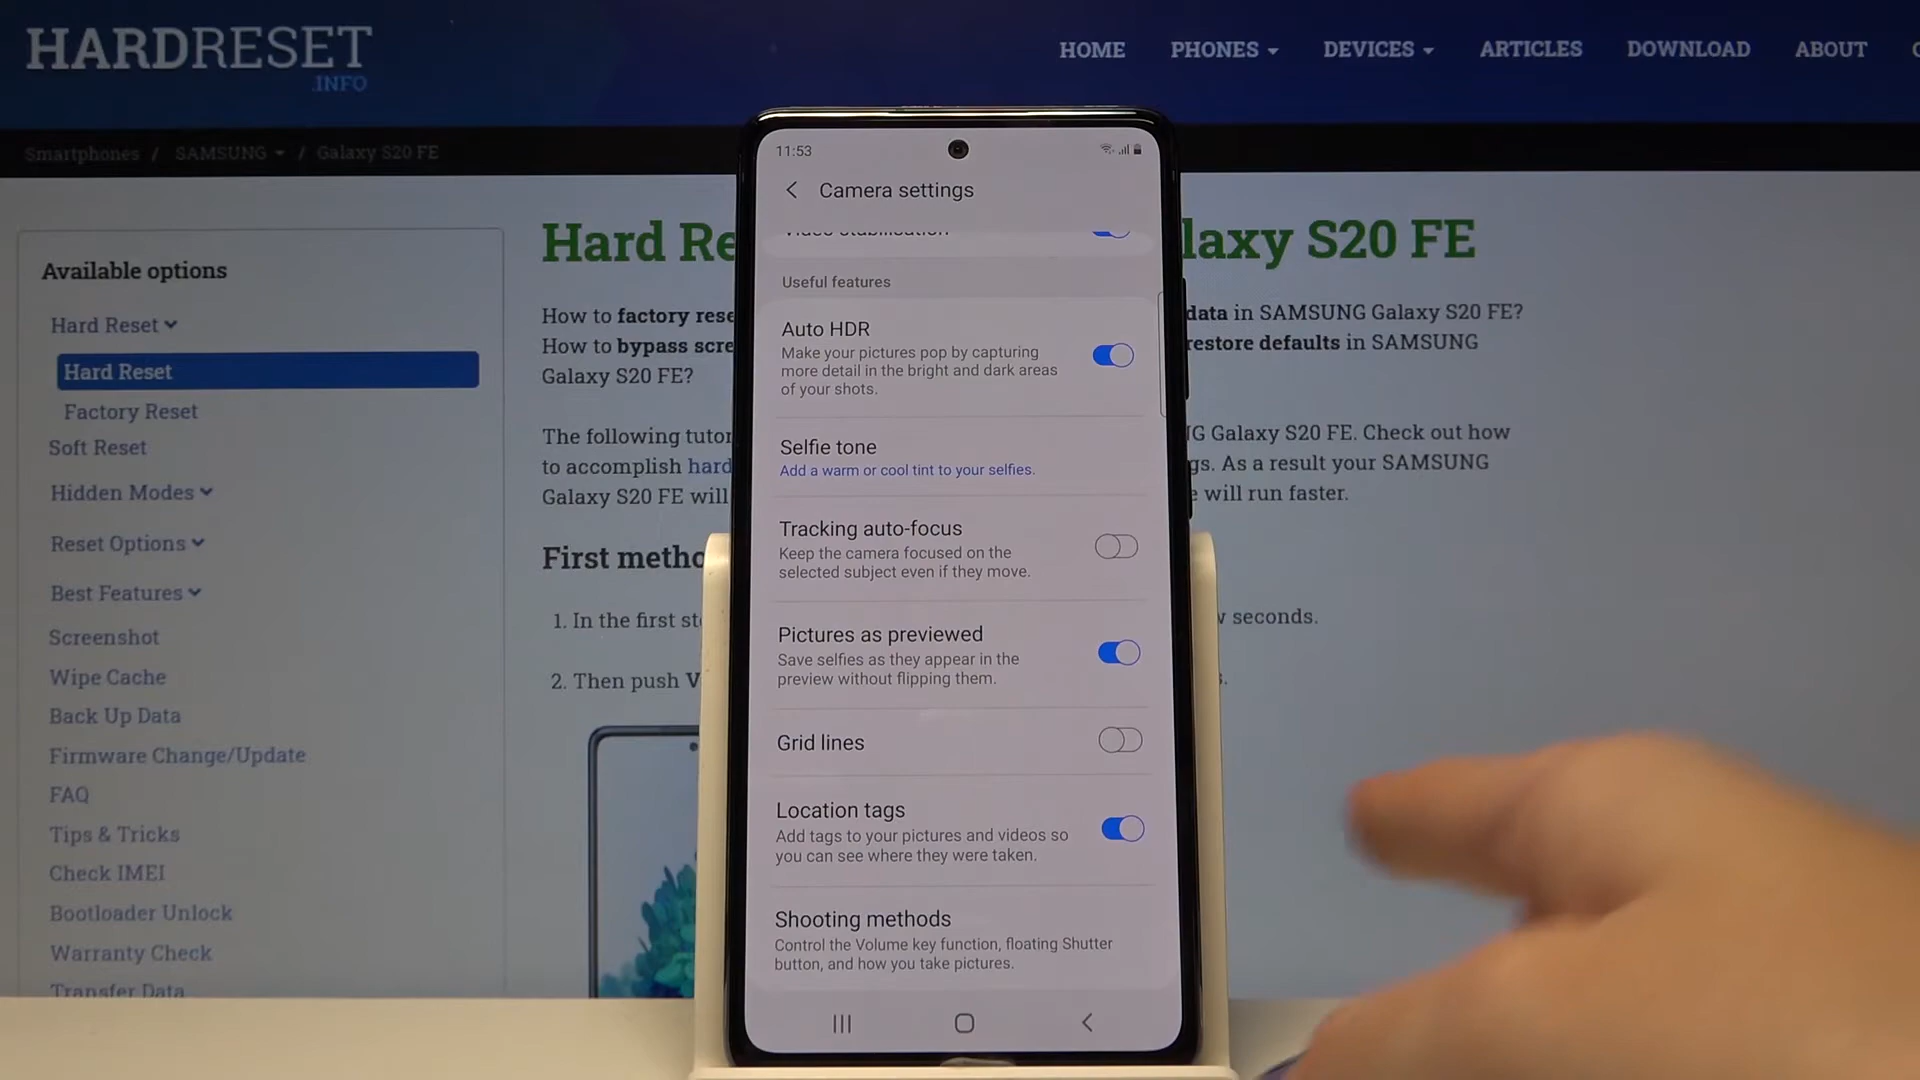 HARDRESET
.INFO
HOME PHONES DEVICES ARTICLES DOWNLOAD ABOUT
Smartphones / SAMSUNG / Galaxy S20 FE
Available options
Hard Reset
Hard Reset
Factory Reset
Soft Reset
Hidden Modes
Reset Options
Best Features
Screenshot
Wipe Cache
Back Up Data
Firmware Change/Update
FAQ
Tips & Tricks
Check IMEI
Bootloader Unlock
Warranty Check
Transfer Data
Hard Re
laxy S20 FE
How to factory rese
data in SAMSUNG Galaxy S20 FE?
How to bypass scre
restore defaults in SAMSUNG
Galaxy S20 FE?
The following tutor
G Galaxy S20 FE. Check out how
to accomplish hard
gs. As a result your SAMSUNG
Galaxy S20 FE will
will run faster.
First metho
1. In the first st
w seconds.
2. Then push V
s.
11:53
Camera settings
Video stabilisation
Useful features
Auto HDR
Make your pictures pop by capturing
more detail in the bright and dark areas
of your shots.
Selfie tone
Add a warm or cool tint to your selfies.
Tracking auto-focus
Keep the camera focused on the
selected subject even if they move.
Pictures as previewed
Save selfies as they appear in the
preview without flipping them.
Grid lines
Location tags
Add tags to your pictures and videos so
you can see where they were taken.
Shooting methods
Control the Volume key function, floating Shutter
button, and how you take pictures.